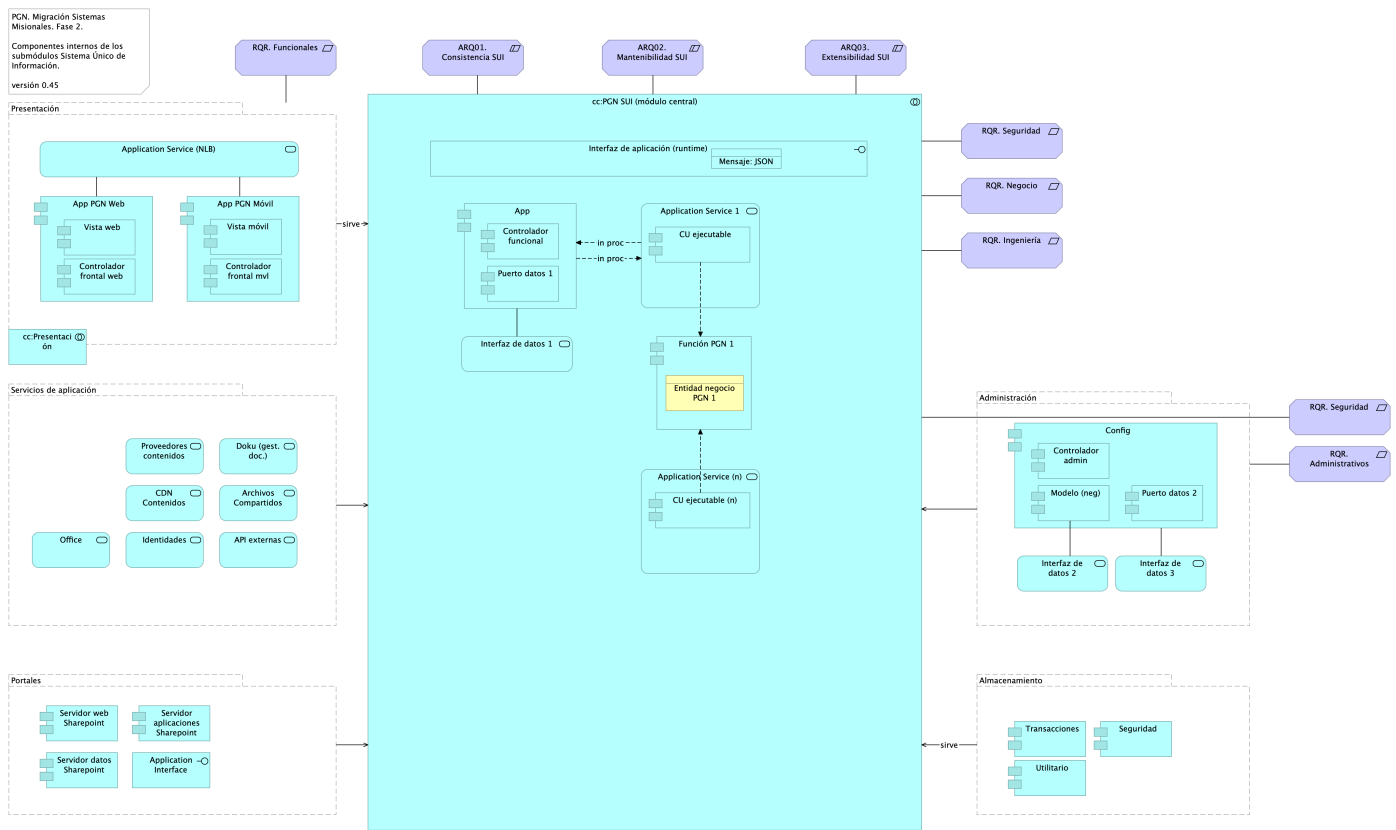 PGN. Migración Sistemas
Misionales. Fase 2.
Componentes internos de los
submódulos Sistema Único de
Información.
versión 0.45
RQR. Funcionales
ARQ01.
Consistencia SUI
ARQ02.
Mantenibilidad SUI
ARQ03.
Extensibilidad SUI
Presentación
Application Service (NLB)
App PGN Web
Vista web
Controlador
frontal web
App PGN Móvil
Vista móvil
Controlador
frontal mvl
cc:Presentaci
ón
sirve
cc:PGN SUI (módulo central)
Interfaz de aplicación (runtime)
Mensaje: JSON
App
Controlador
funcional
Puerto datos 1
Interfaz de datos 1
in proc
in proc
Application Service 1
CU ejecutable
Función PGN 1
Entidad negocio
PGN 1
Application Service (n)
CU ejecutable (n)
RQR. Seguridad
RQR. Negocio
RQR. Ingeniería
Servicios de aplicación
Proveedores
contenidos
Doku (gest.
doc.)
CDN
Contenidos
Archivos
Compartidos
Office
Identidades
API externas
Administración
Config
Controlador
admin
Modelo (neg)
Puerto datos 2
Interfaz de
datos 2
Interfaz de
datos 3
RQR. Seguridad
RQR.
Administrativos
Portales
Servidor web
Sharepoint
Servidor
aplicaciones
Sharepoint
Servidor datos
Sharepoint
Application
Interface
Almacenamiento
sirve
Transacciones
Seguridad
Utilitario